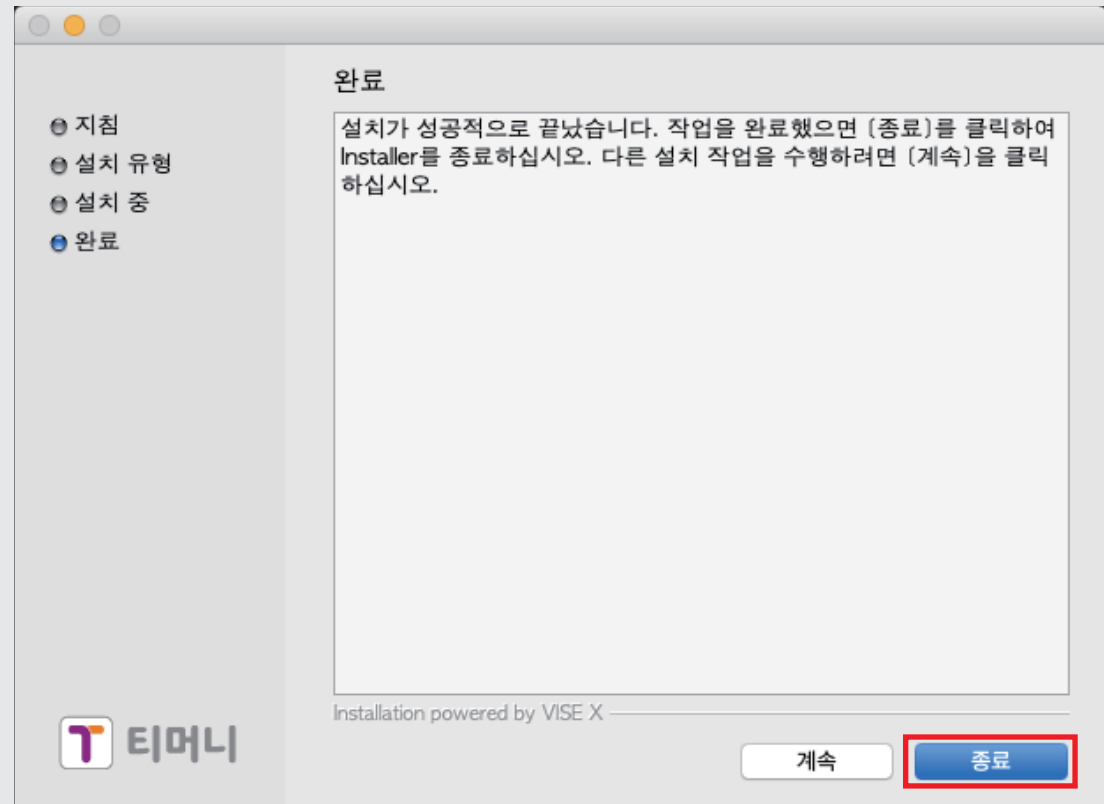 완료
지침
설치 유형
설치 중
완료
설치가 성공적으로 끝났습니다. 작업을 완료했으면 [종료]를 클릭하여
Installer를 종료하십시오. 다른 설치 작업을 수행하려면 [계속]을 클릭
하십시오.
Installation powered by VISE X
티머니
계속
종료